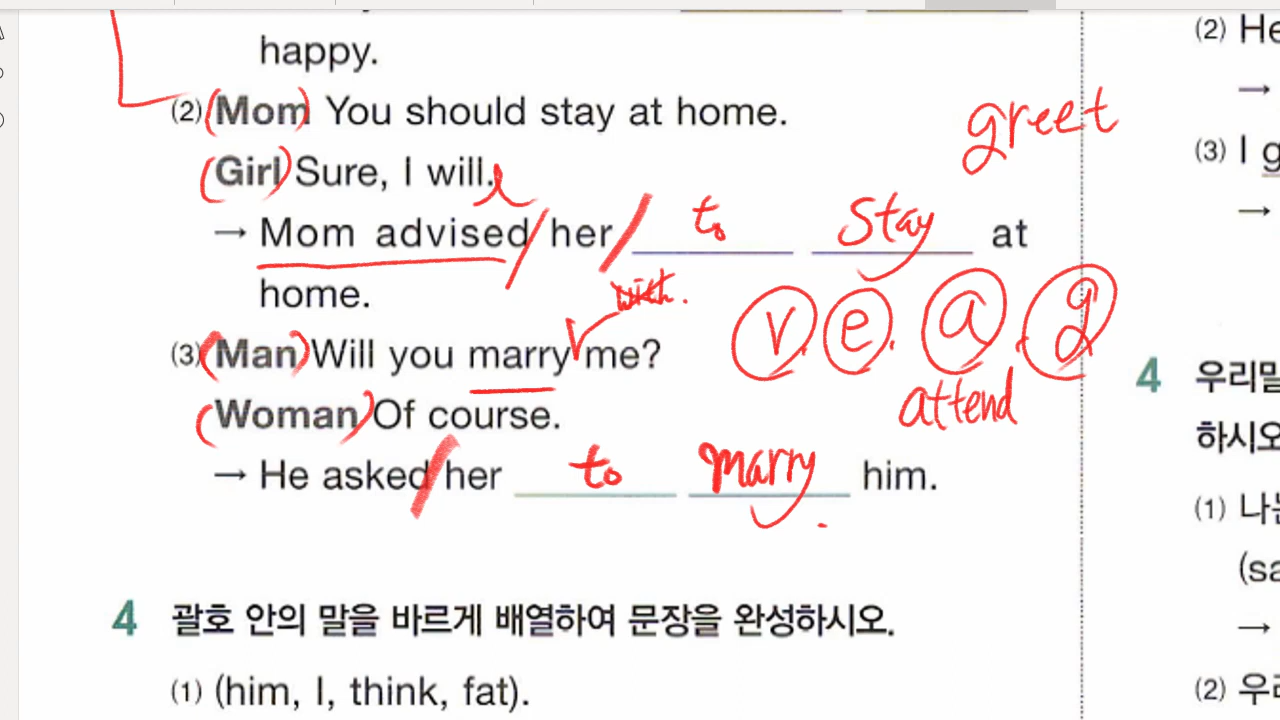 happy.
(2) Mom You should stay at home.
greet
Girl Sure, I will.
→ Mom advised her to stay at
home.
with.
v. e. a. g
(3) Man Will you marry me?
attend
Woman Of course.
→ He asked her to marry him.
4 괄호 안의 말을 바르게 배열하여 문장을 완성하시오.
(1) (him, I, think, fat).
(2) He
→
(3) I g
→
4 우리말
하시오
(1) 나는
(sa
→
(2) 우리